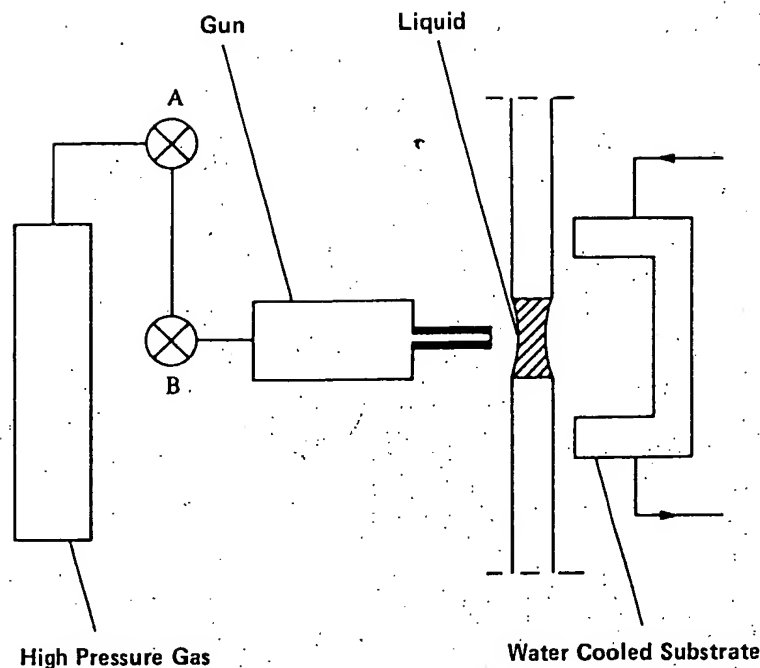 Gun
Liquid
A
B
High Pressure Gas
Water Cooled Substrate